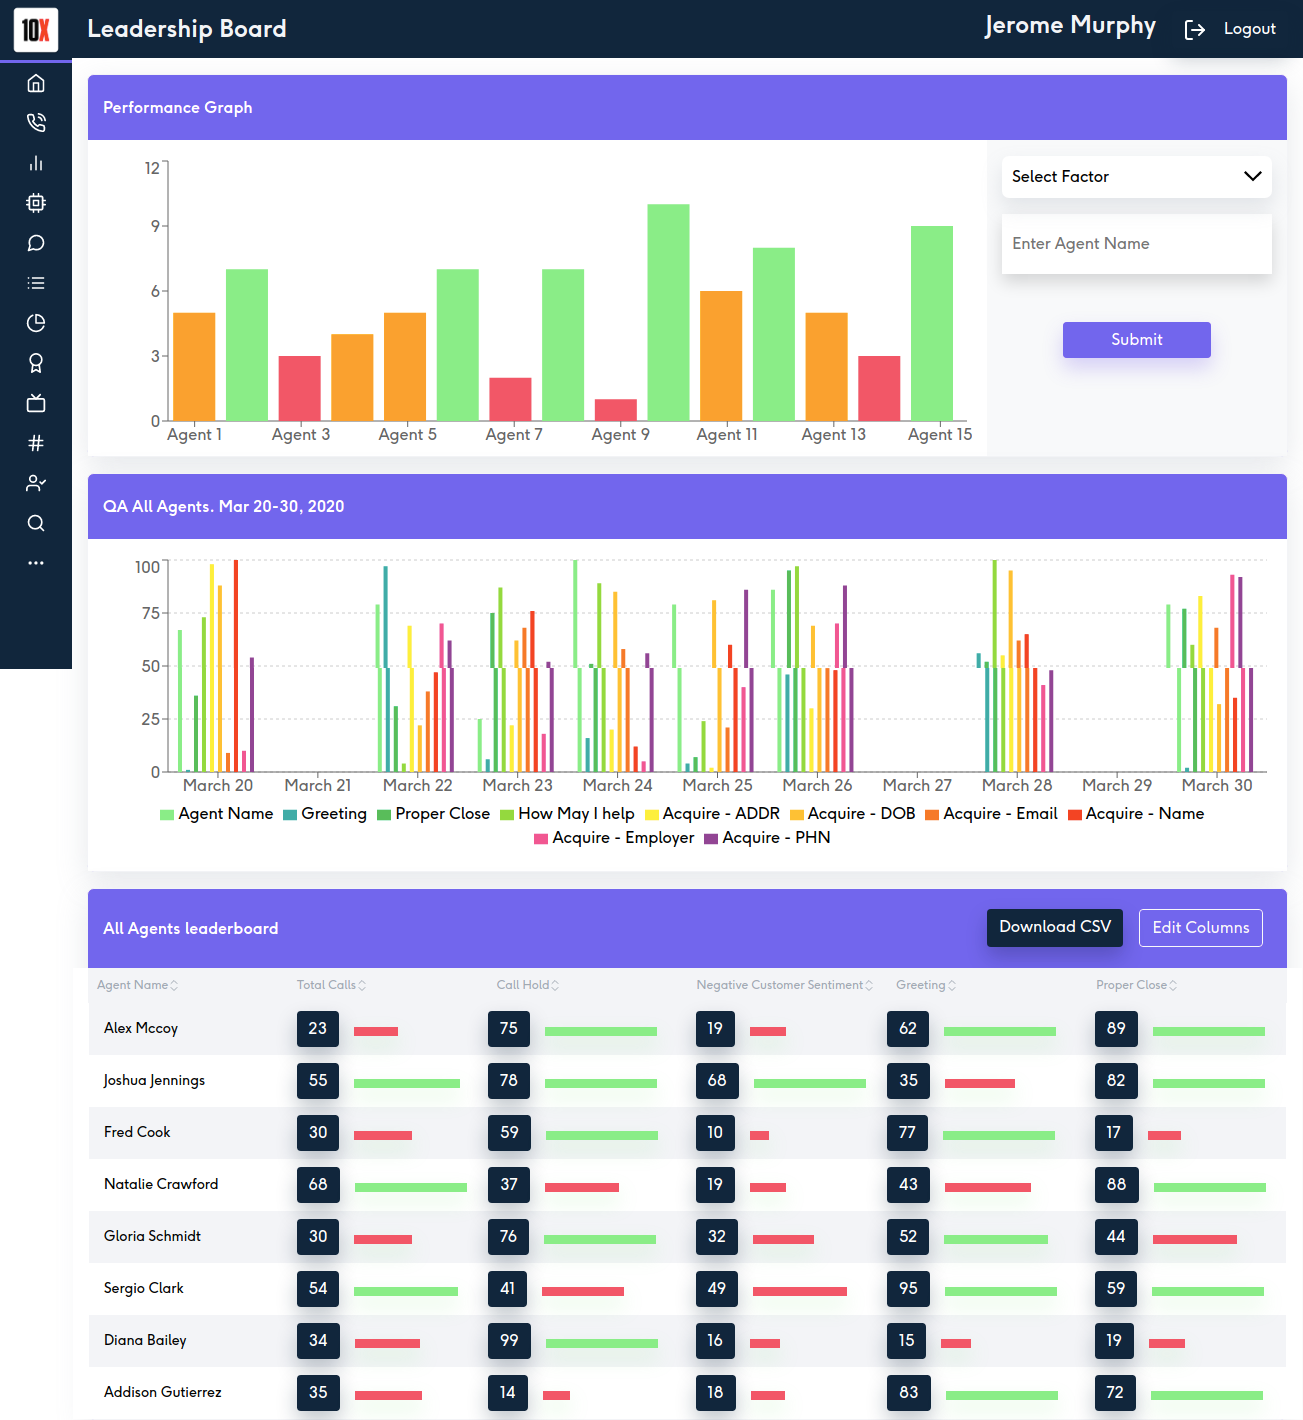 10X Leadership Board Jerome Murphy Logout
Performance Graph
12
9
6
3
0
Agent 1 Agent 3 Agent 5 Agent 7 Agent 9 Agent 11 Agent 13 Agent 15
Select Factor
Enter Agent Name
Submit
QA All Agents. Mar 20-30, 2020
100
75
50
25
0
March 20 March 21 March 22 March 23 March 24 March 25 March 26 March 27 March 28 March 29 March 30
Agent Name Greeting Proper Close How May I help Acquire - ADDR Acquire - DOB Acquire - Email Acquire - Name
Acquire - Employer Acquire - PHN
All Agents leaderboard Download CSV Edit Columns
Agent Name Total Calls Call Hold Negative Customer Sentiment Greeting Proper Close
Alex Mccoy 23 75 19 62 89
Joshua Jennings 55 78 68 35 82
Fred Cook 30 59 10 77 17
Natalie Crawford 68 37 19 43 88
Gloria Schmidt 30 76 32 52 44
Sergio Clark 54 41 49 95 59
Diana Bailey 34 99 16 15 19
Addison Gutierrez 35 14 18 83 72